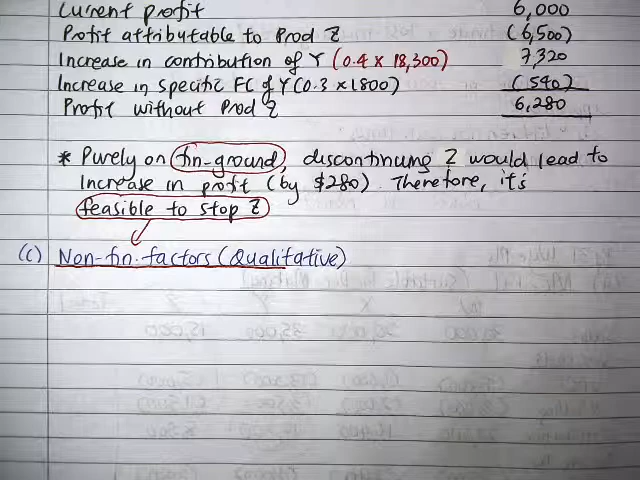 Current profit 6,000
Profit attributable to Prod Z (6,500)
Increase in contribution of Y (0.4 x 18,300) 7,320
Increase in specific FC of Y (0.3 x 1800) (540)
Profit without Prod Z 6,280
* Purely on fin-ground, discontinuing Z would lead to
increase in profit (by $280). Therefore, it's
feasible to stop Z
(c) Non-fin. factors (Qualitative)